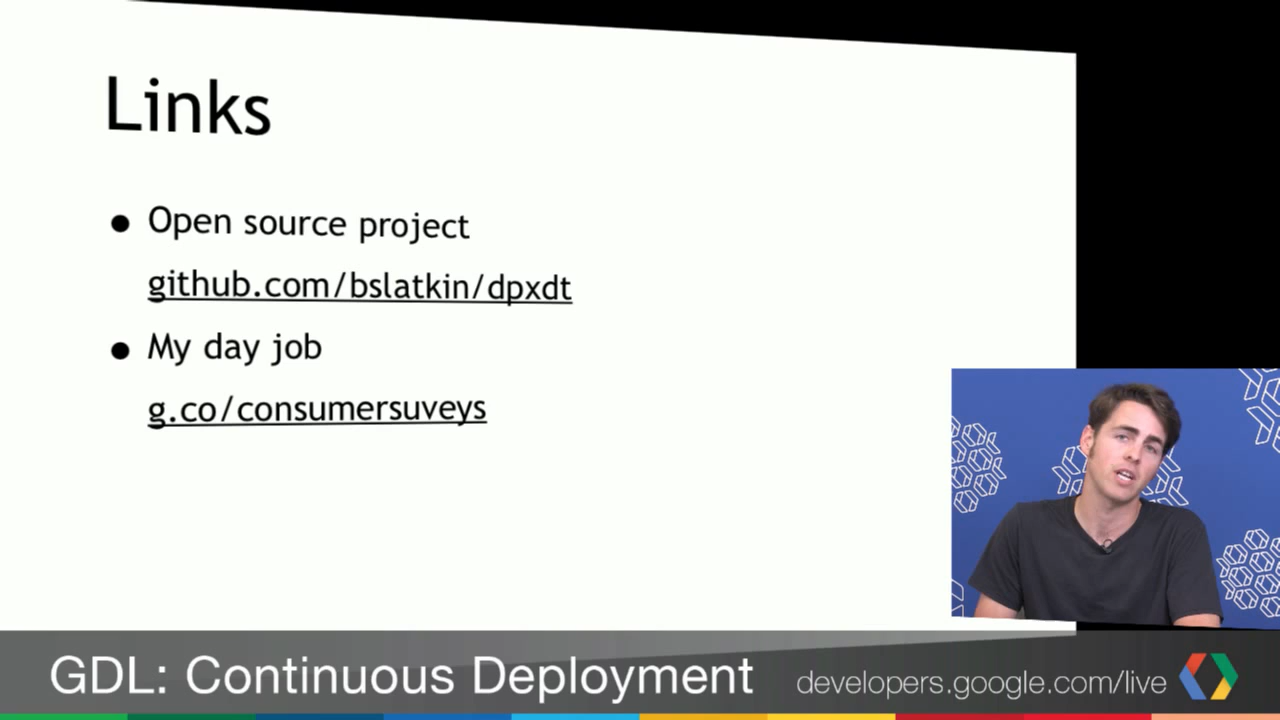 Links
• Open source project
github.com/bslatkin/dpxdt
• My day job
g.co/consumersuveys
GDL: Continuous Deployment
developers.google.com/live